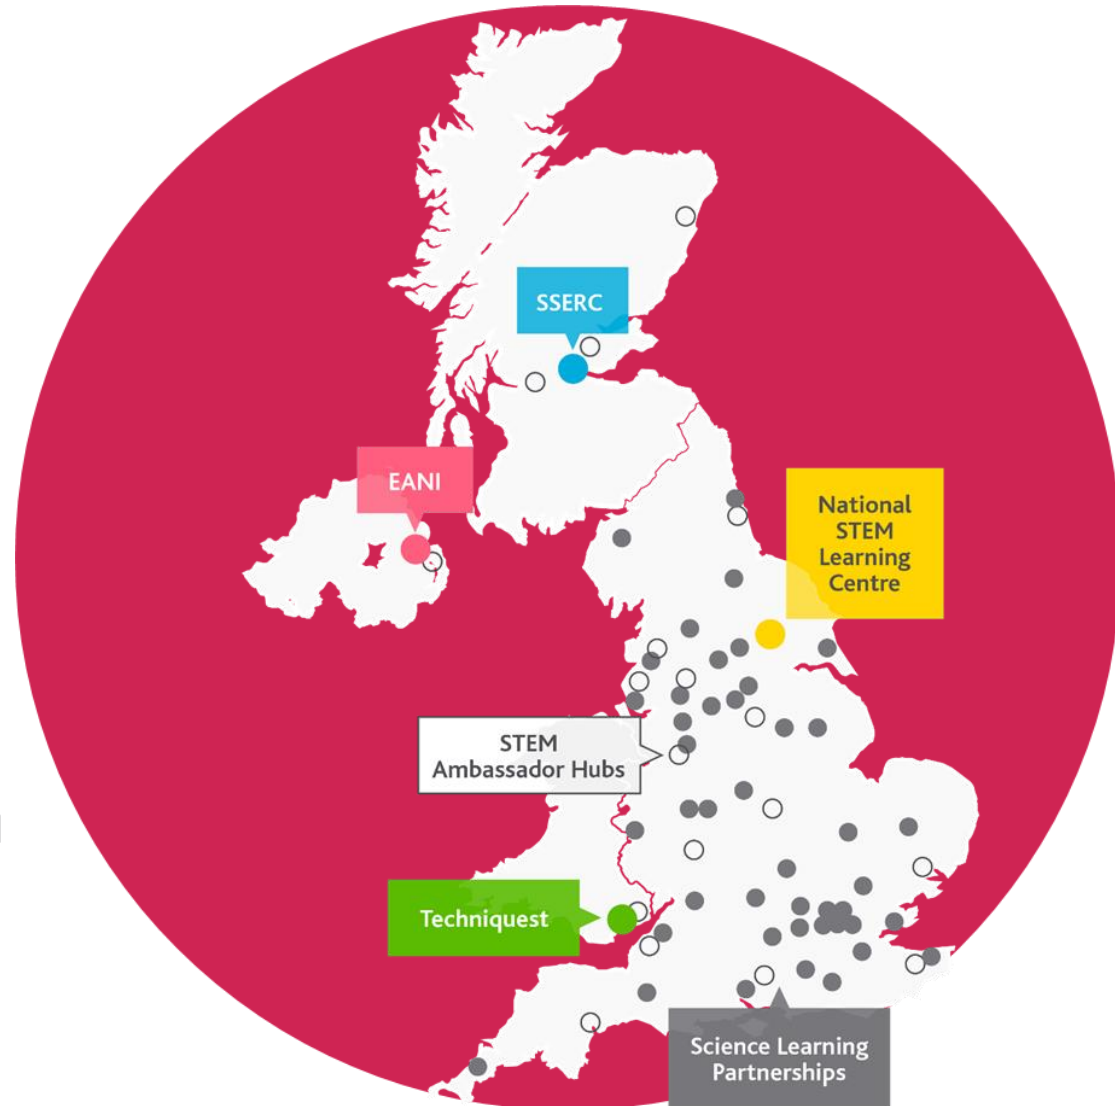 SSERC
EANI
National
STEM
Learning
Centre
STEM
Ambassador Hubs
Techniquest
Science Learning
Partnerships